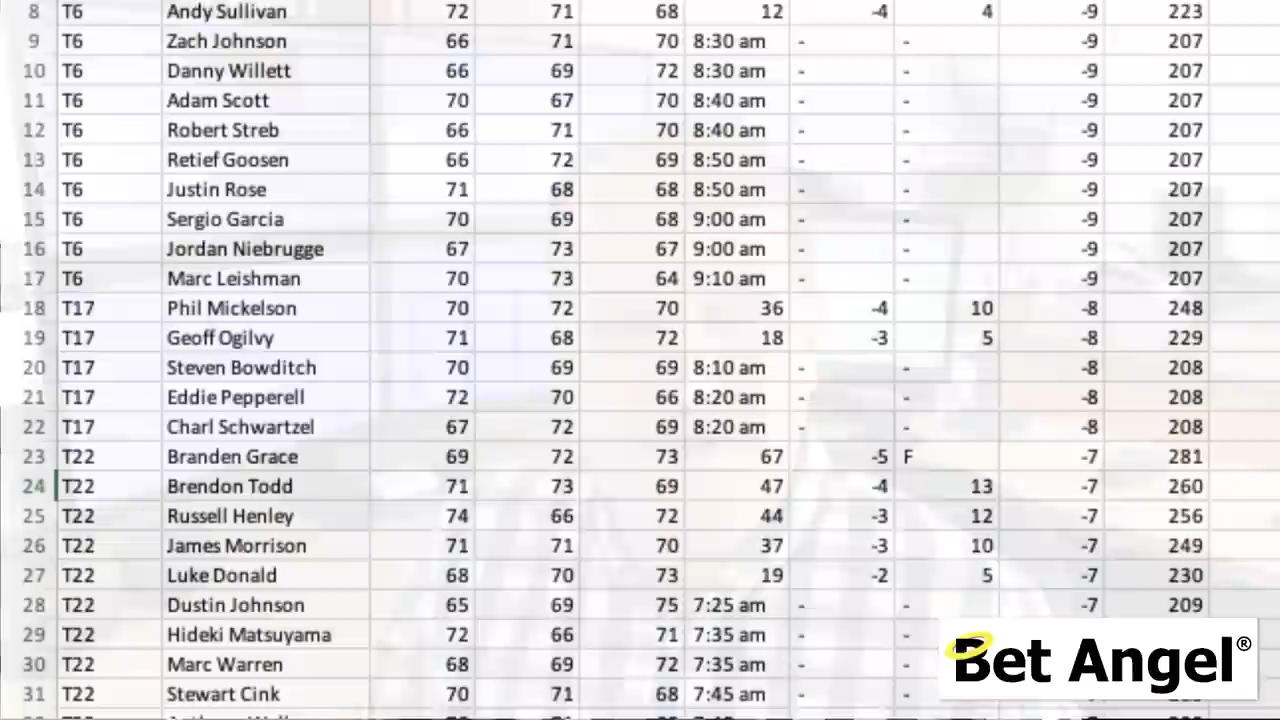 8 T6 Andy Sullivan 72 71 68 12 -4 4 -9 223
9 T6 Zach Johnson 66 71 70 8:30 am - - -9 207
10 T6 Danny Willett 66 69 72 8:30 am - - -9 207
11 T6 Adam Scott 70 67 70 8:40 am - - -9 207
12 T6 Robert Streb 66 71 70 8:40 am - - -9 207
13 T6 Retief Goosen 66 72 69 8:50 am - - -9 207
14 T6 Justin Rose 71 68 68 8:50 am - - -9 207
15 T6 Sergio Garcia 70 69 68 9:00 am - - -9 207
16 T6 Jordan Niebrugge 67 73 67 9:00 am - - -9 207
17 T6 Marc Leishman 70 73 64 9:10 am - - -9 207
18 T17 Phil Mickelson 70 72 70 36 -4 10 -8 248
19 T17 Geoff Ogilvy 71 68 72 18 -3 5 -8 229
20 T17 Steven Bowditch 70 69 69 8:10 am - - -8 208
21 T17 Eddie Pepperell 72 70 66 8:20 am - - -8 208
22 T17 Charl Schwartzel 67 72 69 8:20 am - - -8 208
23 T22 Branden Grace 69 72 73 67 -5 F -7 281
24 T22 Brendon Todd 71 73 69 47 -4 13 -7 260
25 T22 Russell Henley 74 66 72 44 -3 12 -7 256
26 T22 James Morrison 71 71 70 37 -3 10 -7 249
27 T22 Luke Donald 68 70 73 19 -2 5 -7 230
28 T22 Dustin Johnson 65 69 75 7:25 am - - -7 209
29 T22 Hideki Matsuyama 72 66 71 7:35 am - -
30 T22 Marc Warren 68 69 72 7:35 am - -
31 T22 Stewart Cink 70 71 68 7:45 am - -
Bet Angel®